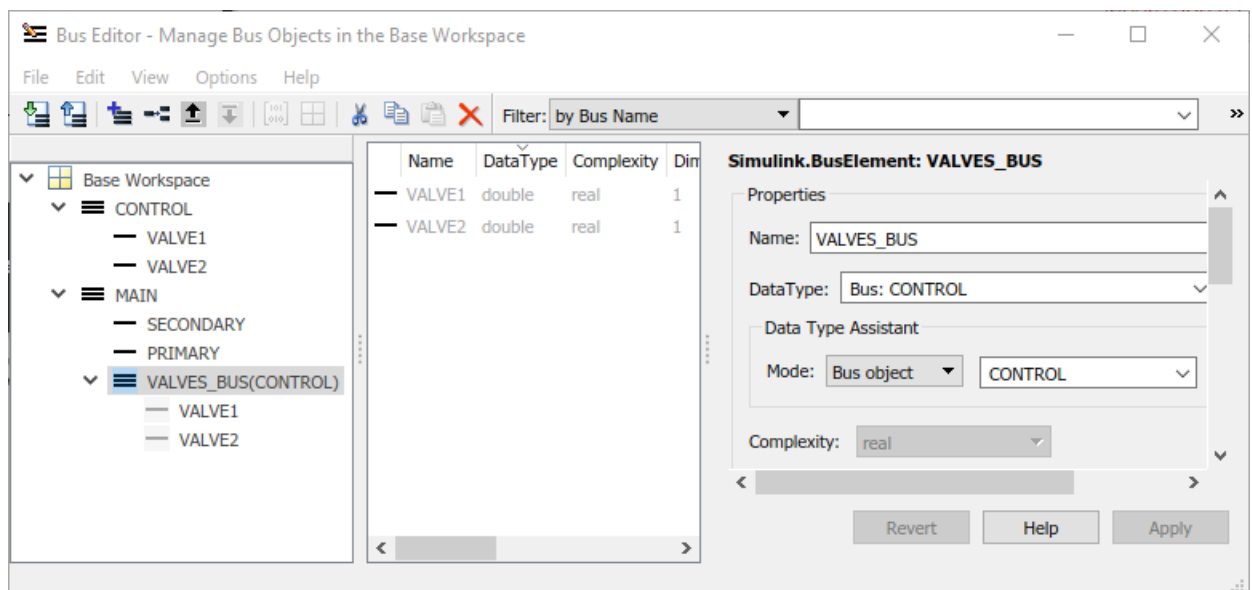 Bus Editor - Manage Bus Objects in the Base Workspace
File Edit View Options Help
Filter: by Bus Name
Base Workspace
CONTROL
VALVE1
VALVE2
MAIN
SECONDARY
PRIMARY
VALVES_BUS(CONTROL)
VALVE1
VALVE2
Name DataType Complexity Dim
VALVE1 double real 1
VALVE2 double real 1
Simulink.BusElement: VALVES_BUS
Properties
Name: VALVES_BUS
DataType: Bus: CONTROL
Data Type Assistant
Mode: Bus object CONTROL
Complexity: real
Revert Help Apply